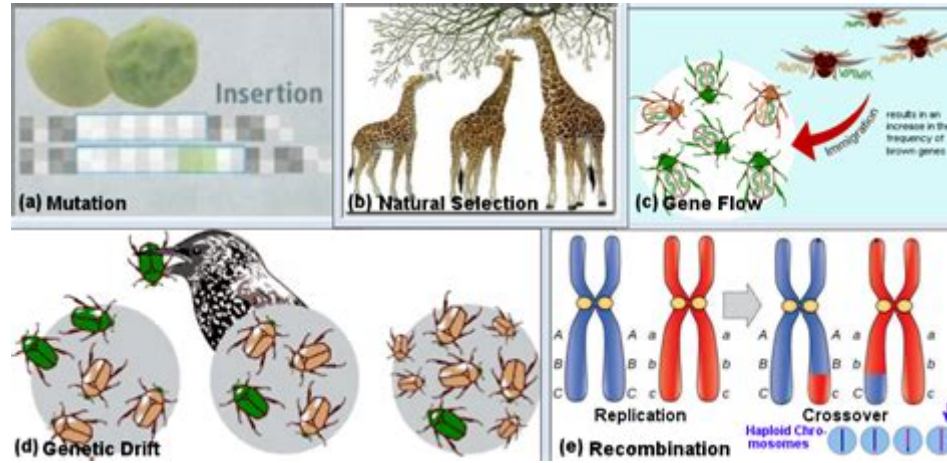 Insertion
(a) Mutation
(b) Natural Selection
Immigration
results in an
increase in the
frequency of
brown genes
(c) Gene Flow
(d) Genetic Drift
A A a a A A a a
B B b b B B b b
C C c c C c C c
Replication
Crossover
Haploid Chro-
mosomes
(e) Recombination